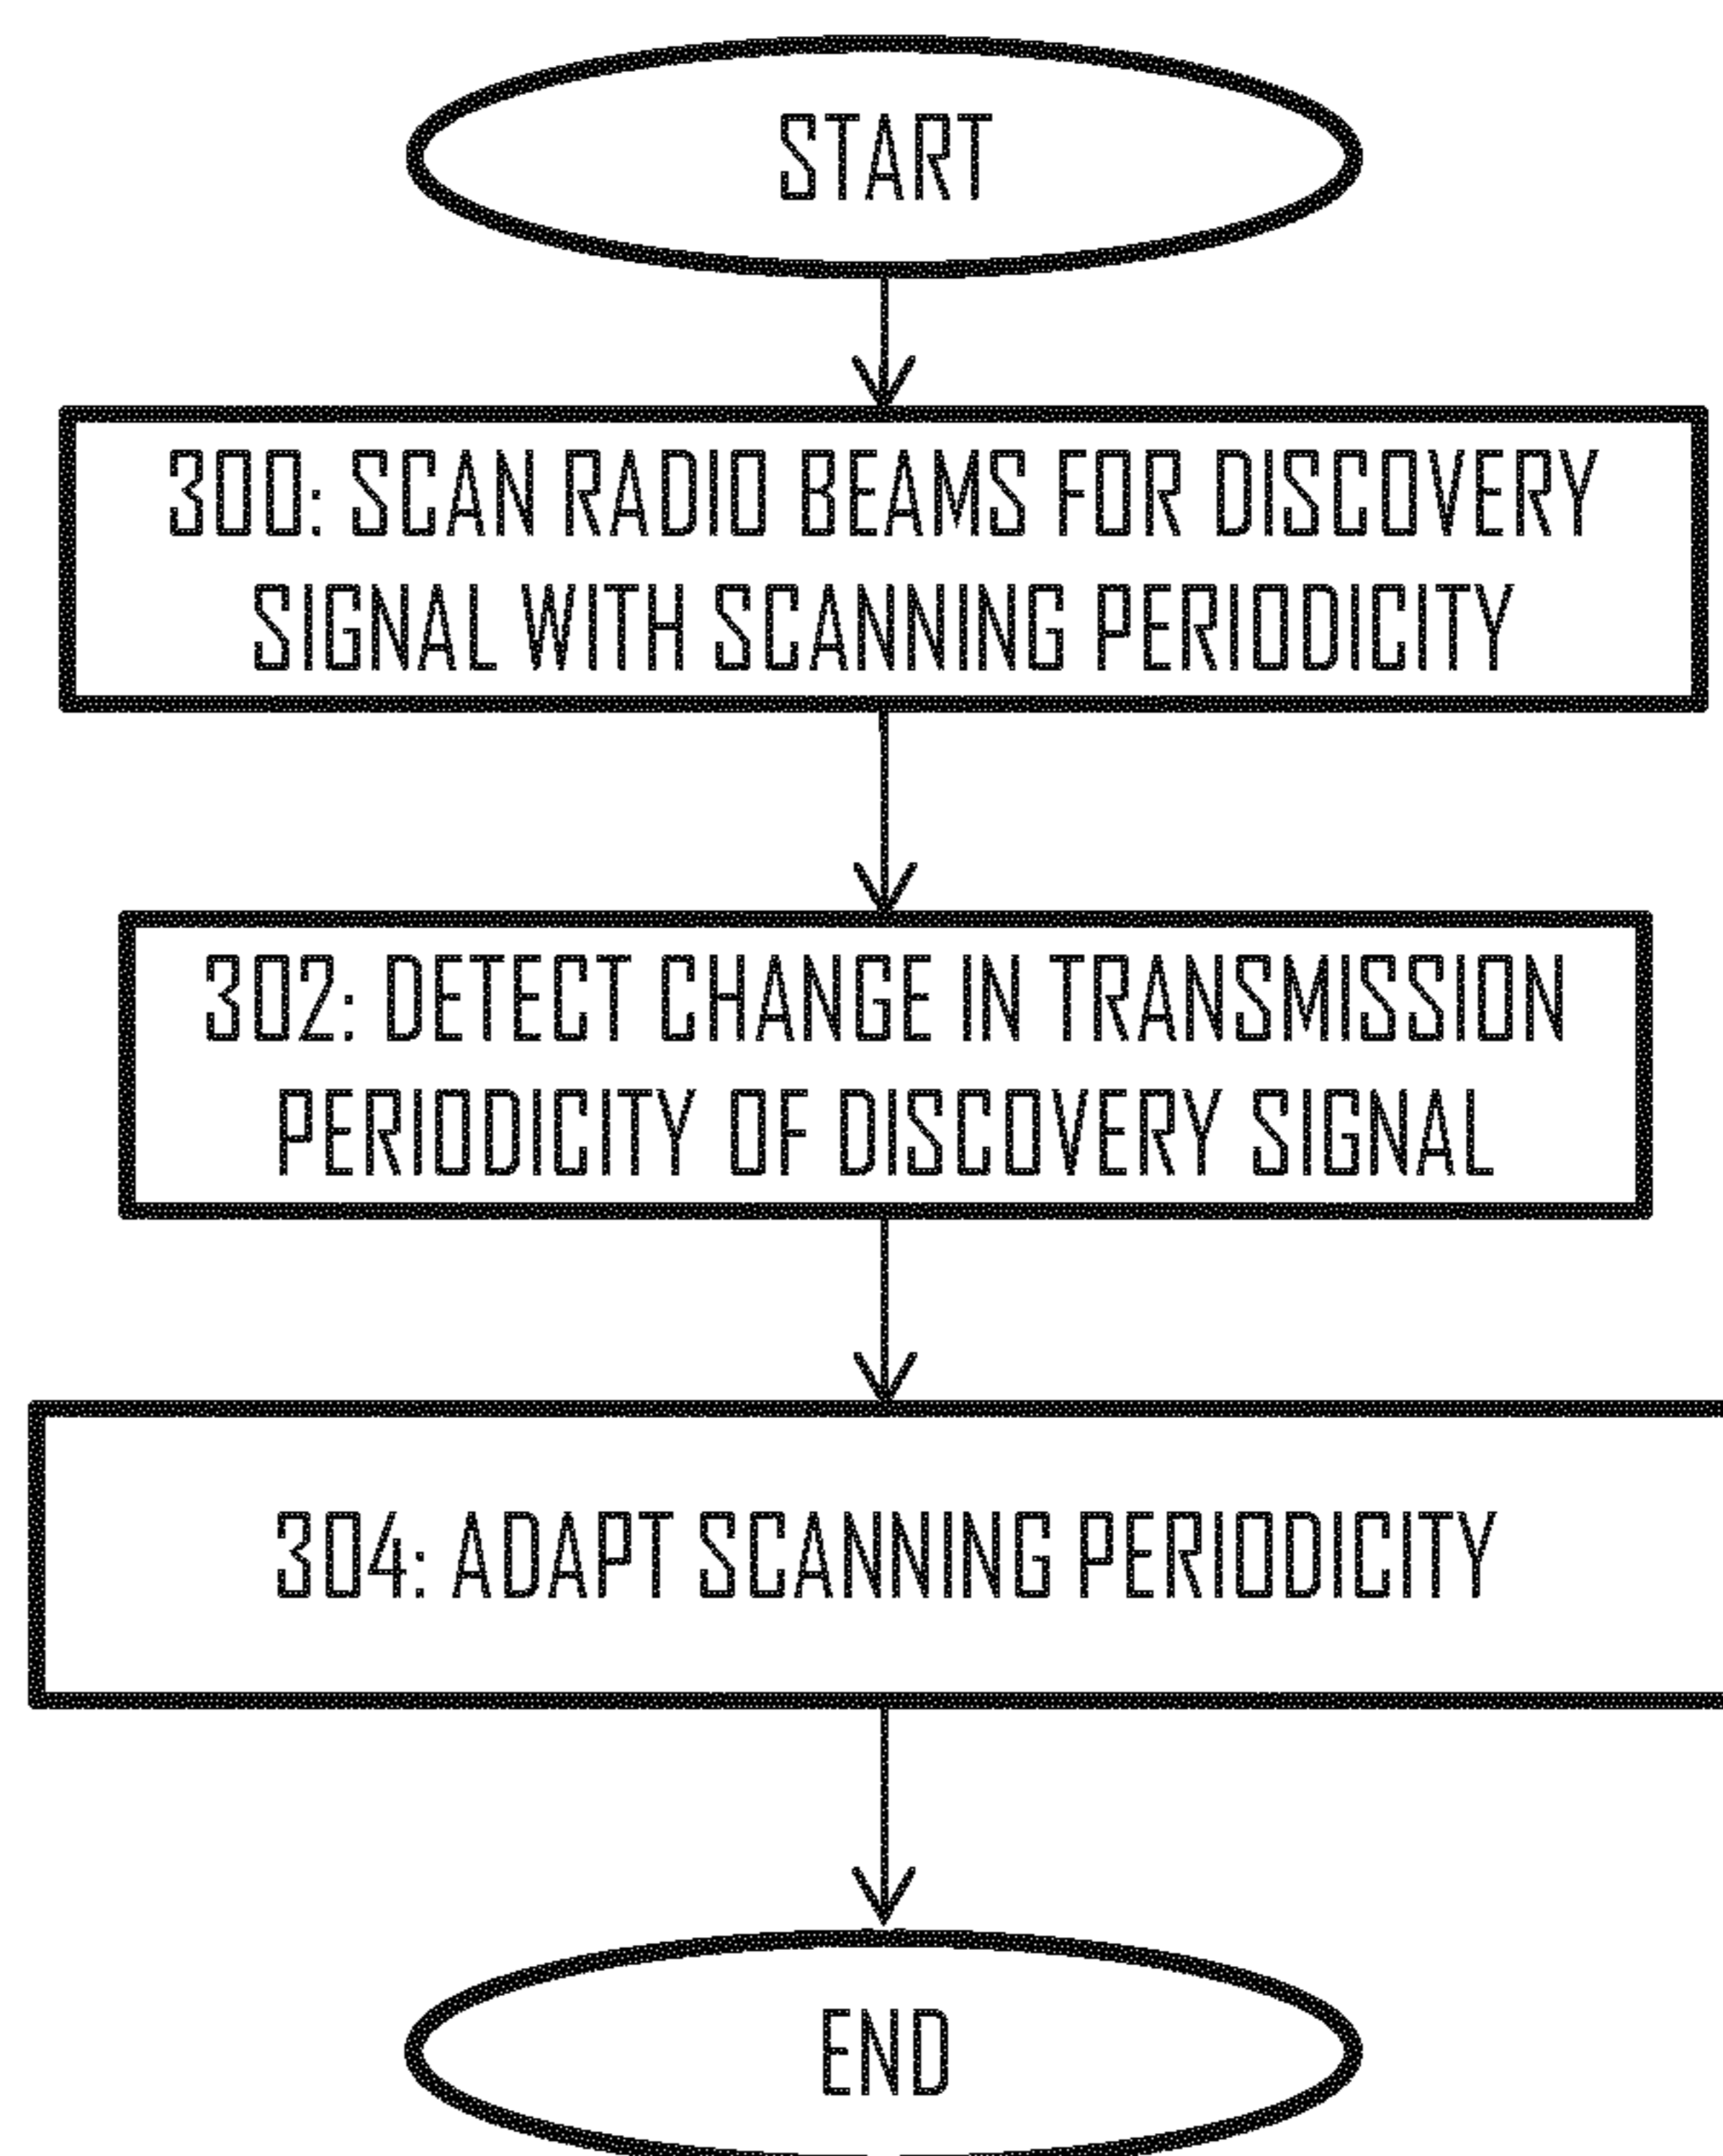 START
300: SCAN RADIO BEAMS FOR DISCOVERY
SIGNAL WITH SCANNING PERIODICITY
302: DETECT CHANGE IN TRANSMISSION
PERIODICITY OF DISCOVERY SIGNAL
304: ADAPT SCANNING PERIODICITY
END